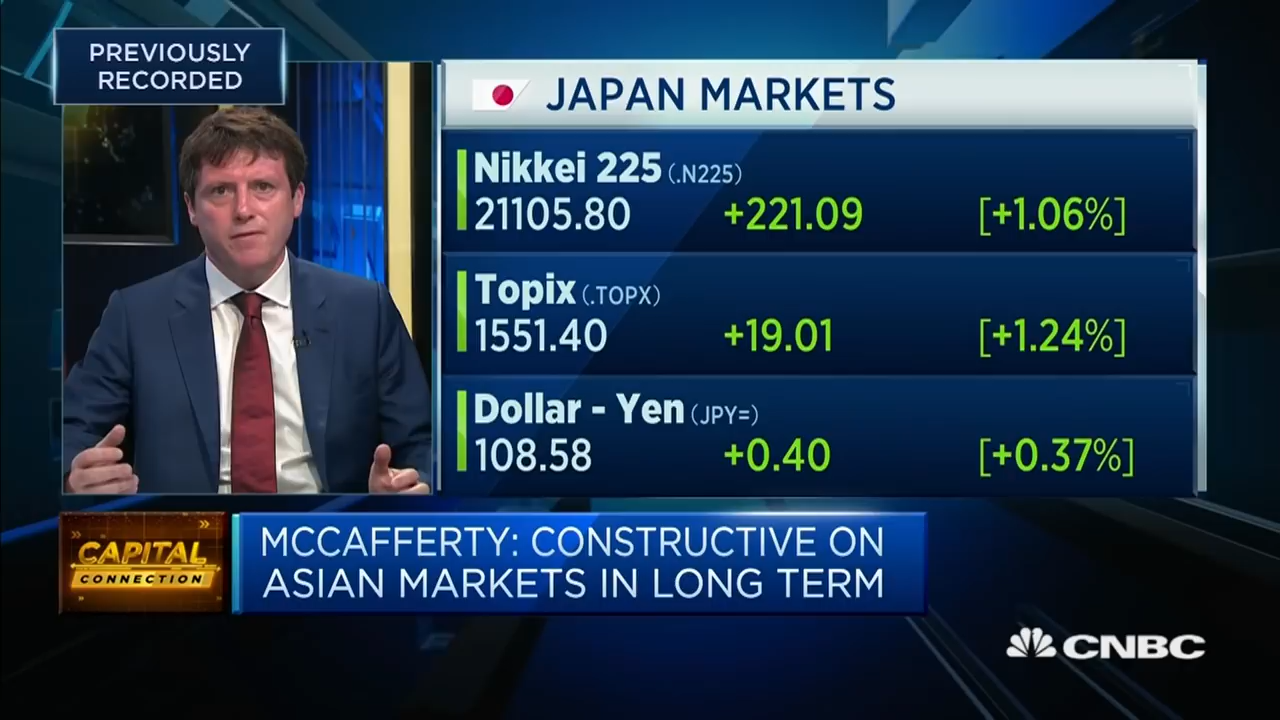 PREVIOUSLY
RECORDED
JAPAN MARKETS
Nikkei 225 (.N225)
21105.80 +221.09 [+1.06%]
Topix (.TOPX)
1551.40 +19.01 [+1.24%]
Dollar - Yen (JPY=)
108.58 +0.40 [+0.37%]
CAPITAL
CONNECTION
MCCAFFERTY: CONSTRUCTIVE ON
ASIAN MARKETS IN LONG TERM
CNBC